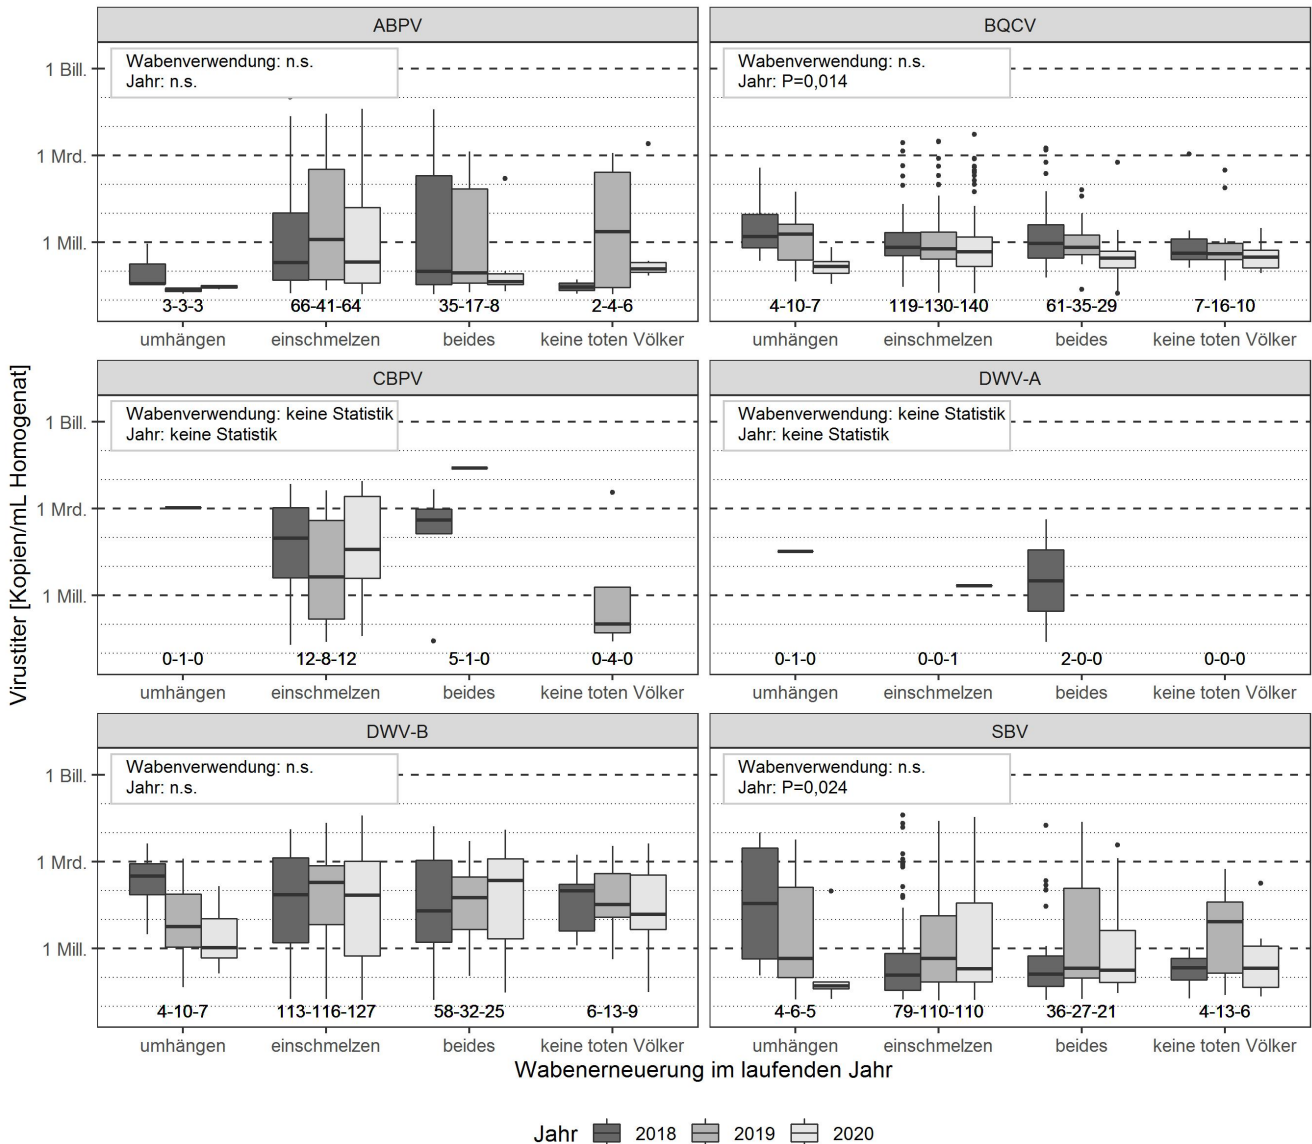 ABPV
BQCV
Wabenverwendung: n.s.
Jahr: n.s.
Wabenverwendung: n.s.
Jahr: P=0,014
1 Bill.
1 Mrd.
1 Mill.
3-3-3
66-41-64
35-17-8
2-4-6
4-10-7
119-130-140
61-35-29
7-16-10
umhängen
einschmelzen
beides
keine toten Völker
umhängen
einschmelzen
beides
keine toten Völker
CBPV
DWV-A
Wabenverwendung: keine Statistik
Jahr: keine Statistik
Wabenverwendung: keine Statistik
Jahr: keine Statistik
1 Bill.
1 Mrd.
1 Mill.
0-1-0
12-8-12
5-1-0
0-4-0
0-1-0
0-0-1
2-0-0
0-0-0
umhängen
einschmelzen
beides
keine toten Völker
umhängen
einschmelzen
beides
keine toten Völker
Virustiter [Kopien/mL Homogenat]
DWV-B
SBV
Wabenverwendung: n.s.
Jahr: n.s.
Wabenverwendung: n.s.
Jahr: P=0,024
1 Bill.
1 Mrd.
1 Mill.
4-10-7
113-116-127
58-32-25
6-13-9
4-6-5
79-110-110
36-27-21
4-13-6
umhängen
einschmelzen
beides
keine toten Völker
umhängen
einschmelzen
beides
keine toten Völker
Wabenerneuerung im laufenden Jahr
Jahr 2018 2019 2020